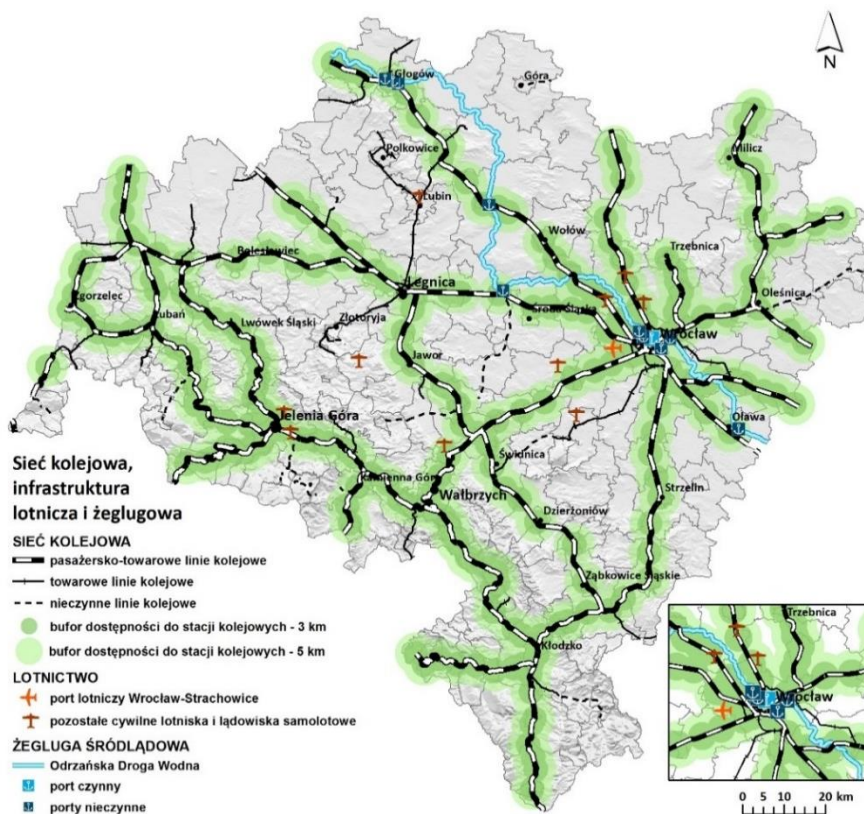 N
Głogów
Góra
Polkowice
Milicz
Lubin
Wołów
Trzebnica
Bolesławiec
Legnica
Oleśnica
Zgorzelec
Środa Śląska
Lubań
Lwówek Śląski
Złotoryja
Wrocław
Jawor
Oława
Jelenia Góra
Świdnica
Kamienna Góra
Wałbrzych
Strzelin
Dzierżoniów
Ząbkowice Śląskie
Kłodzko
Sieć kolejowa,
infrastruktura
lotnicza i żeglugowa
SIEĆ KOLEJOWA
pasażersko-towarowe linie kolejowe
towarowe linie kolejowe
nieczynne linie kolejowe
bufor dostępności do stacji kolejowych - 3 km
bufor dostępności do stacji kolejowych - 5 km
LOTNICTWO
port lotniczy Wrocław-Strachowice
pozostałe cywilne lotniska i lądowiska samolotowe
ŻEGLUGA ŚRÓDLĄDOWA
Odrzańska Droga Wodna
port czynny
porty nieczynne
Trzebnica
Wrocław
0 5 10 20 km